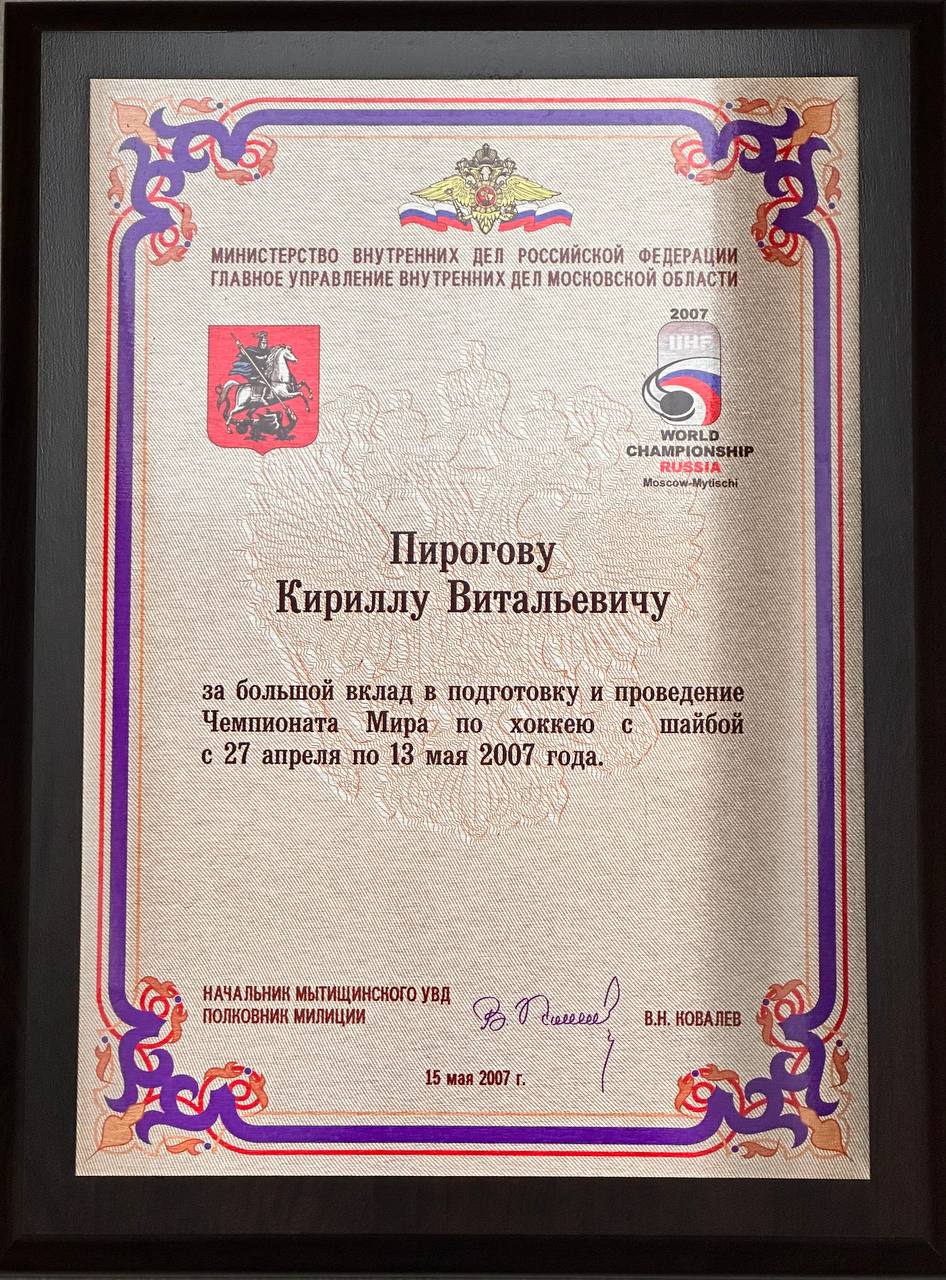 МИНИСТЕРСТВО ВНУТРЕННИХ ДЕЛ РОССИЙСКОЙ ФЕДЕРАЦИИ
ГЛАВНОЕ УПРАВЛЕНИЕ ВНУТРЕННИХ ДЕЛ МОСКОВСКОЙ ОБЛАСТИ
2007
IIHF
WORLD
CHAMPIONSHIP
RUSSIA
Moscow-Mytischi
Пирогову
Кириллу Витальевичу
за большой вклад в подготовку и проведение
Чемпионата Мира по хоккею с шайбой
с 27 апреля по 13 мая 2007 года.
НАЧАЛЬНИК МЫТИЩИНСКОГО УВД
ПОЛКОВНИК МИЛИЦИИ
В.Н. КОВАЛЕВ
15 мая 2007 г.